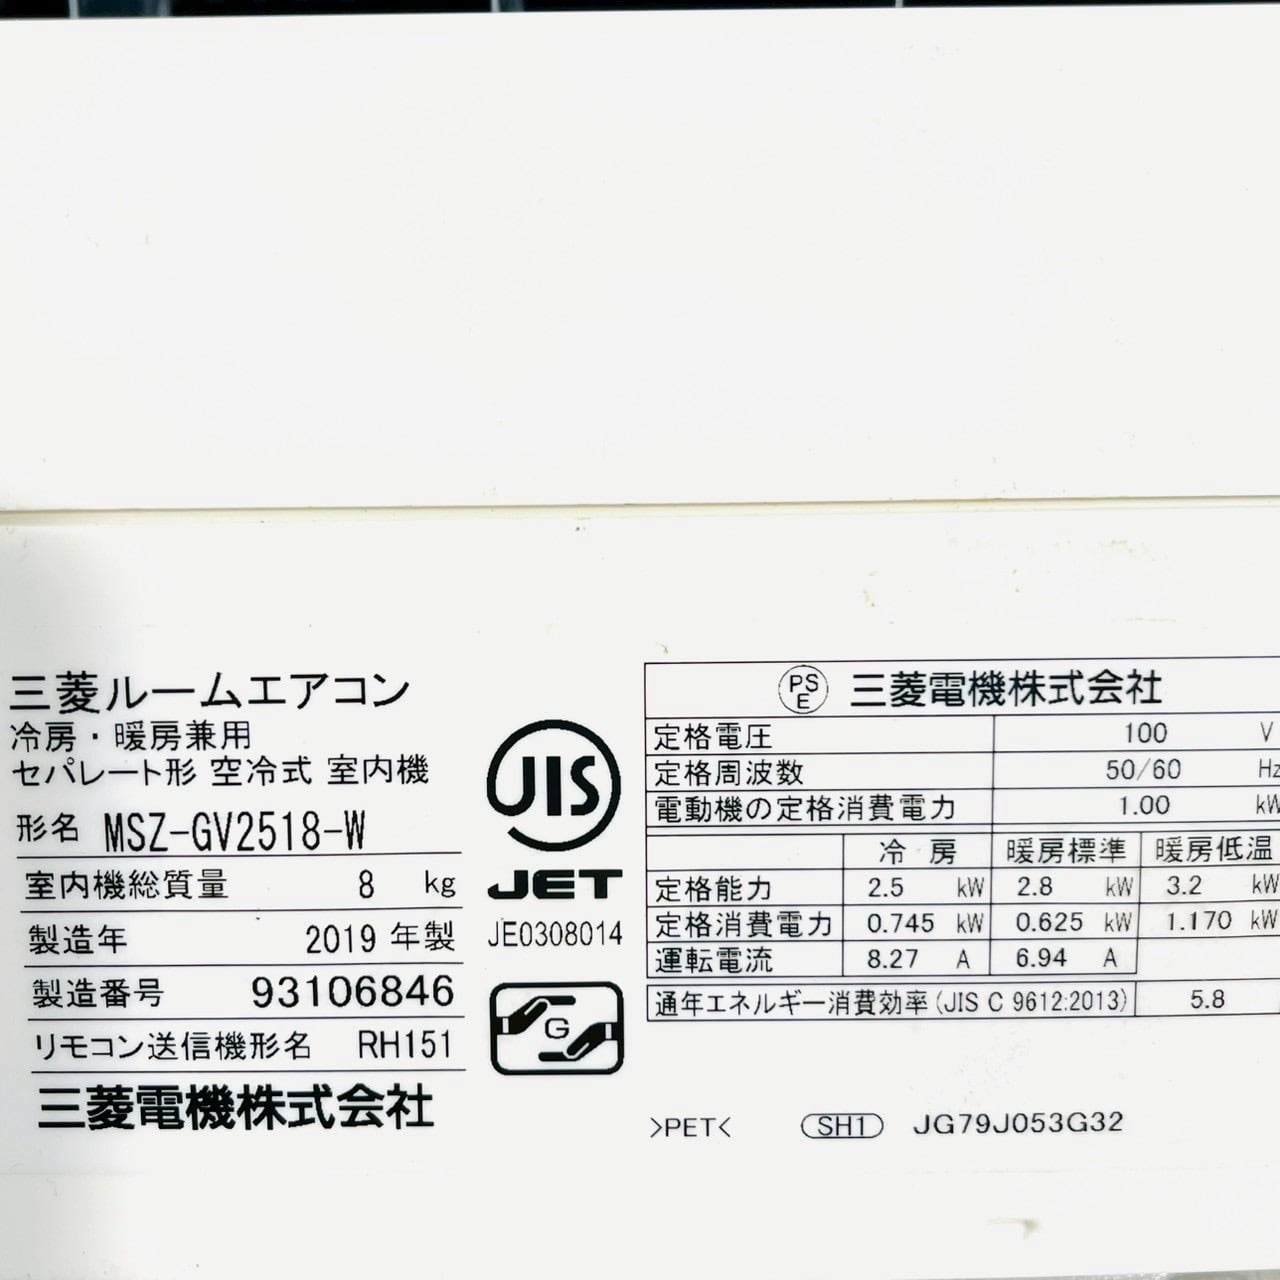 三菱ルームエアコン
冷房・暖房兼用
セパレート形 空冷式 室内機
形名 MSZ-GV2518-W
室内機総質量 8 kg
製造年 2019 年製
製造番号 93106846
リモコン送信機形名 RH151
三菱電機株式会社
JIS
JET
JE0308014
G
PS
E 三菱電機株式会社
定格電圧 100 V
定格周波数 50/60 Hz
電動機の定格消費電力 1.00 kW
冷 房 暖房標準 暖房低温
定格能力 2.5 kW 2.8 kW 3.2 kW
定格消費電力 0.745 kW 0.625 kW 1.170 kW
運転電流 8.27 A 6.94 A
通年エネルギー消費効率(JIS C 9612:2013) 5.8
>PET< SH1 JG79J053G32